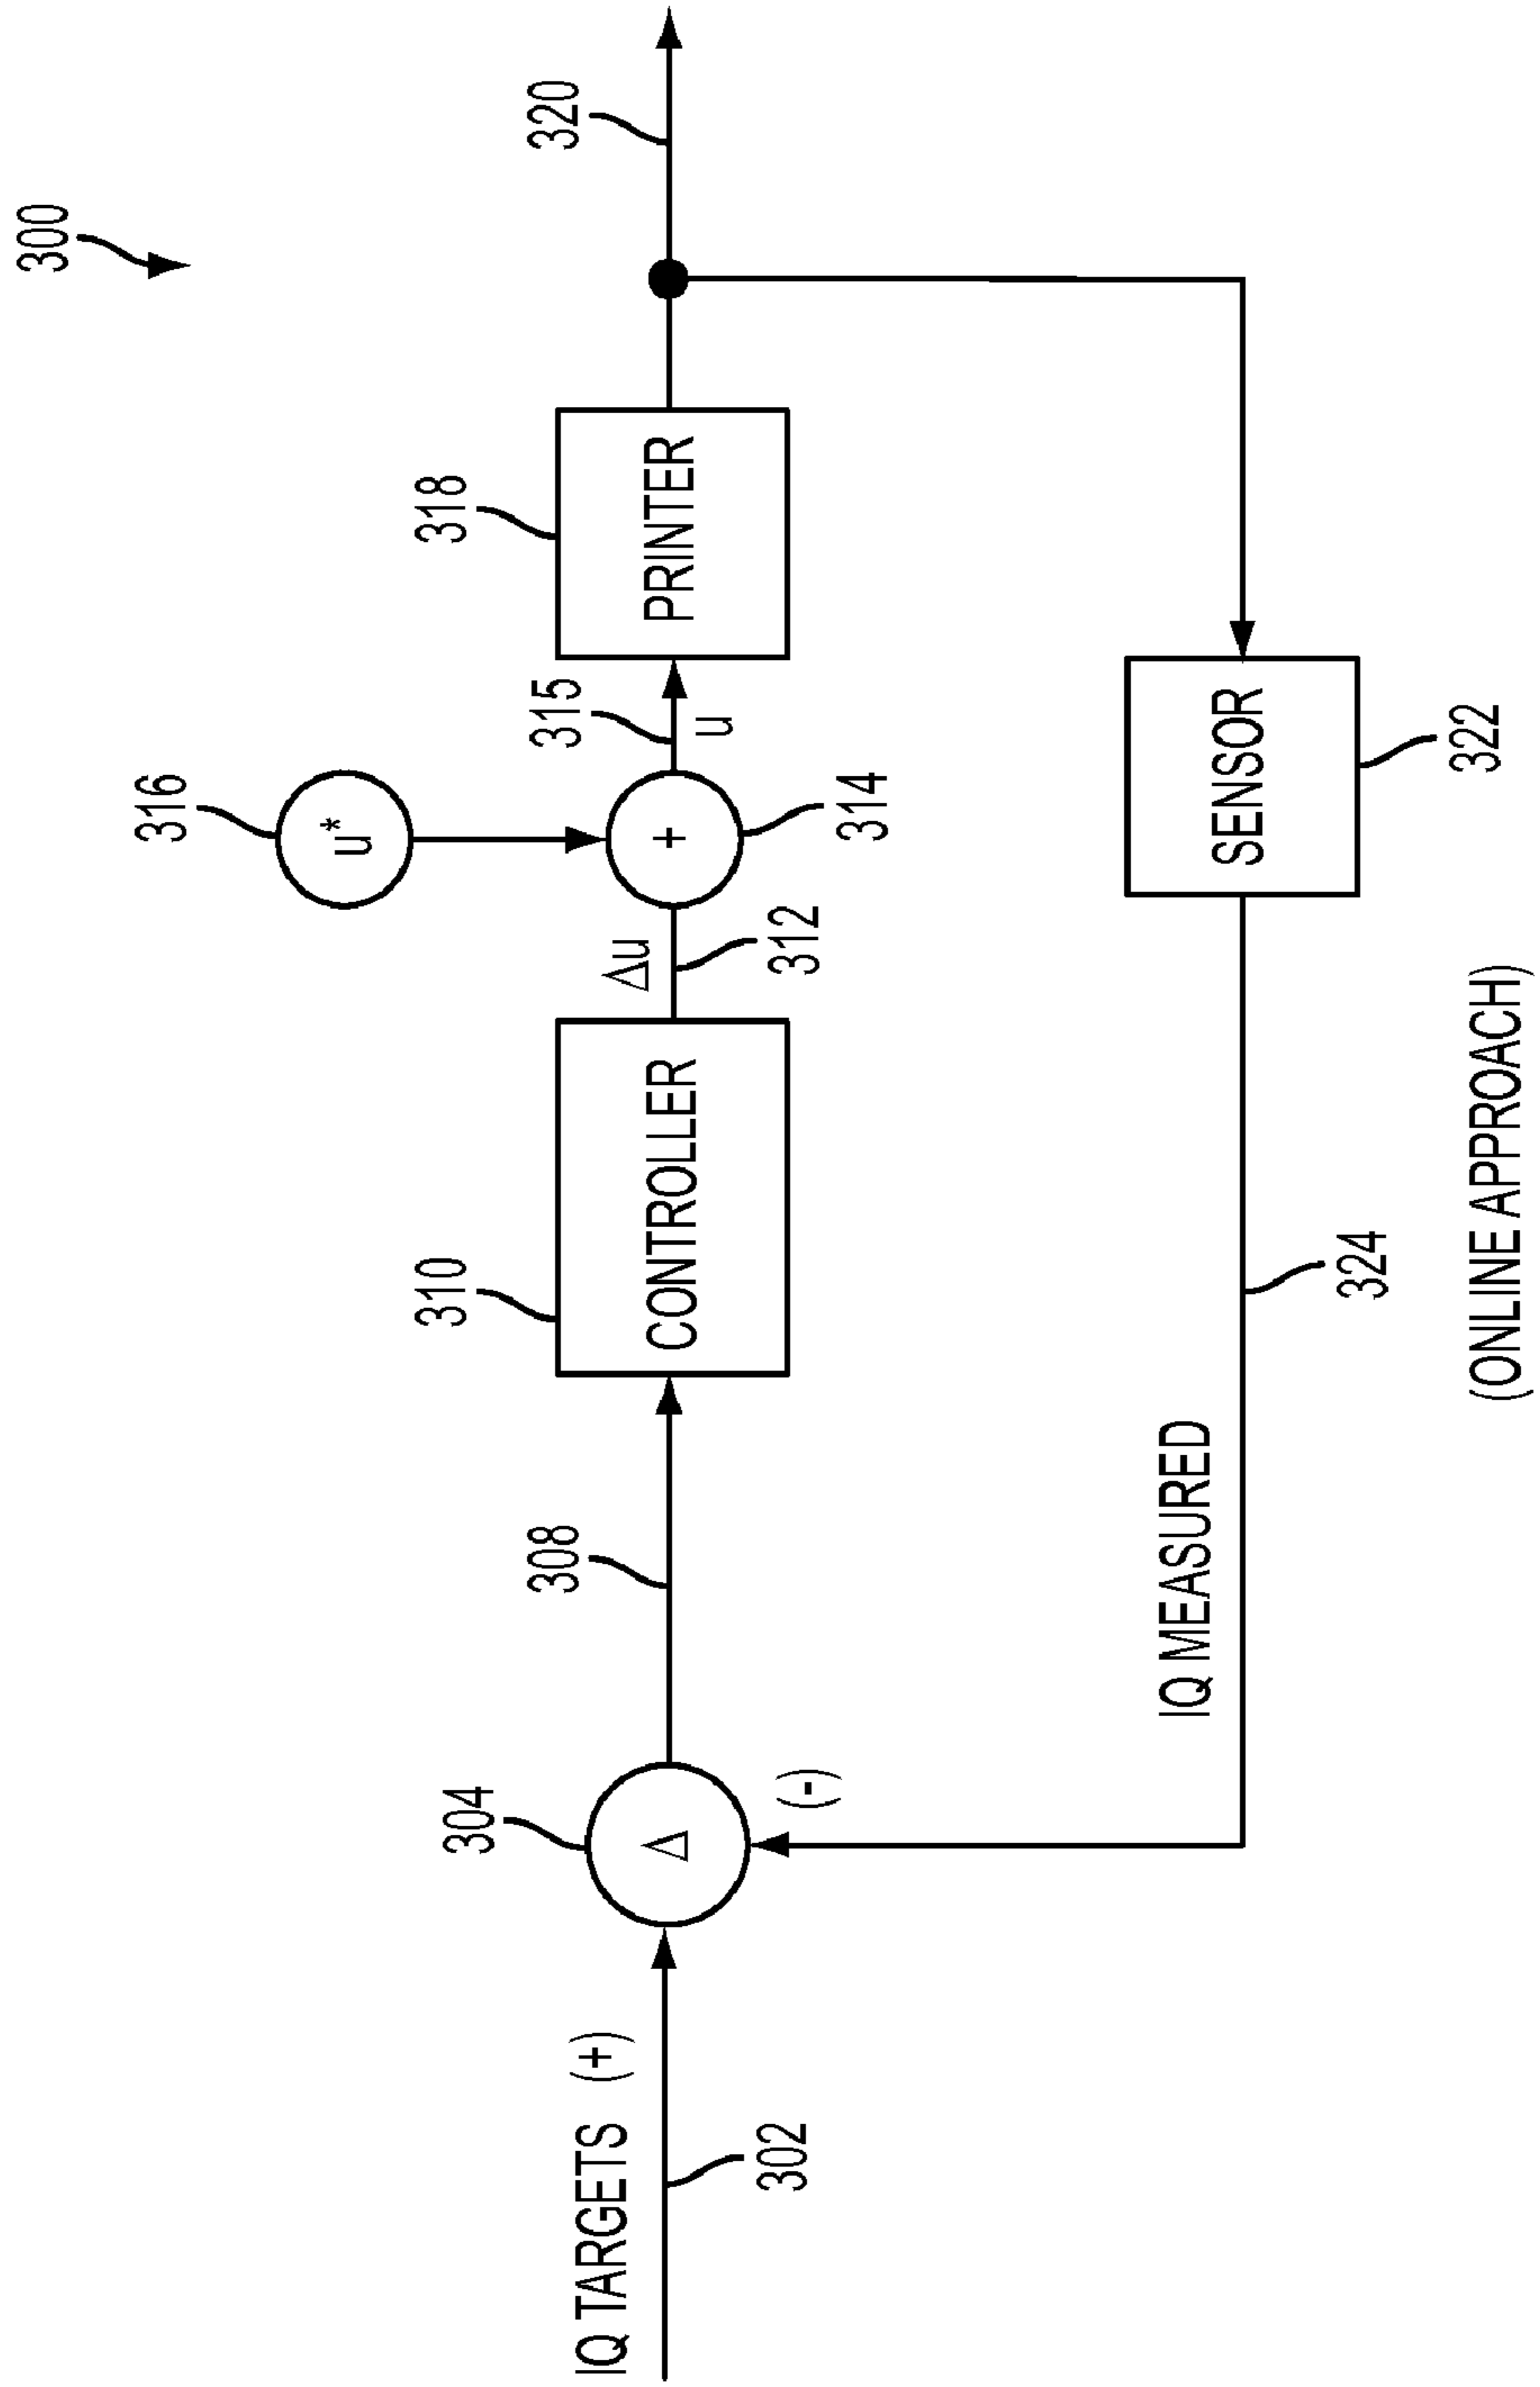 300
316
u*
310
CONTROLLER
Δu
312
+
314
315
u
318
PRINTER
320
304
Δ
308
IQ TARGETS (+)
302
(-)
IQ MEASURED
324
SENSOR
322
(ONLINE APPROACH)